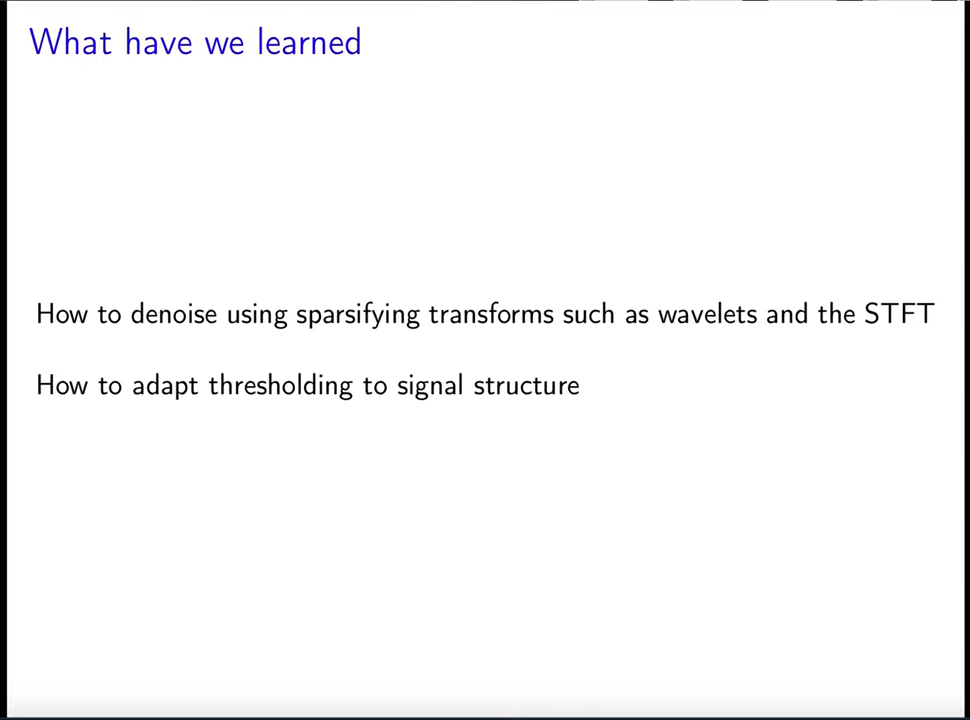 What have we learned
How to denoise using sparsifying transforms such as wavelets and the STFT
How to adapt thresholding to signal structure